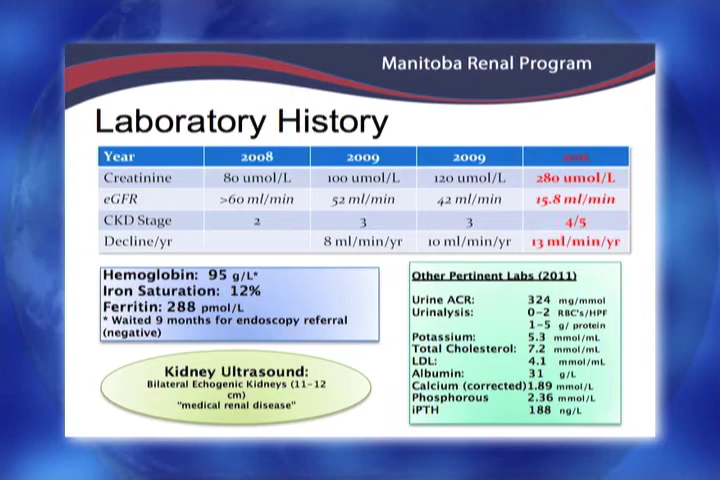 Manitoba Renal Program
Laboratory History
Year 2008 2009 2009
Creatinine 80 umol/L 100 umol/L 120 umol/L 280 umol/L
eGFR >60 ml/min 52 ml/min 42 ml/min 15.8 ml/min
CKD Stage 2 3 3 4/5
Decline/yr 8 ml/min/yr 10 ml/min/yr 13 ml/min/yr
Hemoglobin: 95 g/L*
Iron Saturation: 12%
Ferritin: 288 pmol/L
* Waited 9 months for endoscopy referral
(negative)
Kidney Ultrasound:
Bilateral Echogenic Kidneys (11-12
cm)
"medical renal disease"
Other Pertinent Labs (2011)
Urine ACR: 324 mg/mmol
Urinalysis: 0-2 RBC's/HPF
1-5 g/ protein
Potassium: 5.3 mmol/mL
Total Cholesterol: 7.2 mmol/mL
LDL: 4.1 mmol/mL
Albumin: 31 g/L
Calcium (corrected)1.89 mmol/L
Phosphorous 2.36 mmol/L
iPTH 188 ng/L